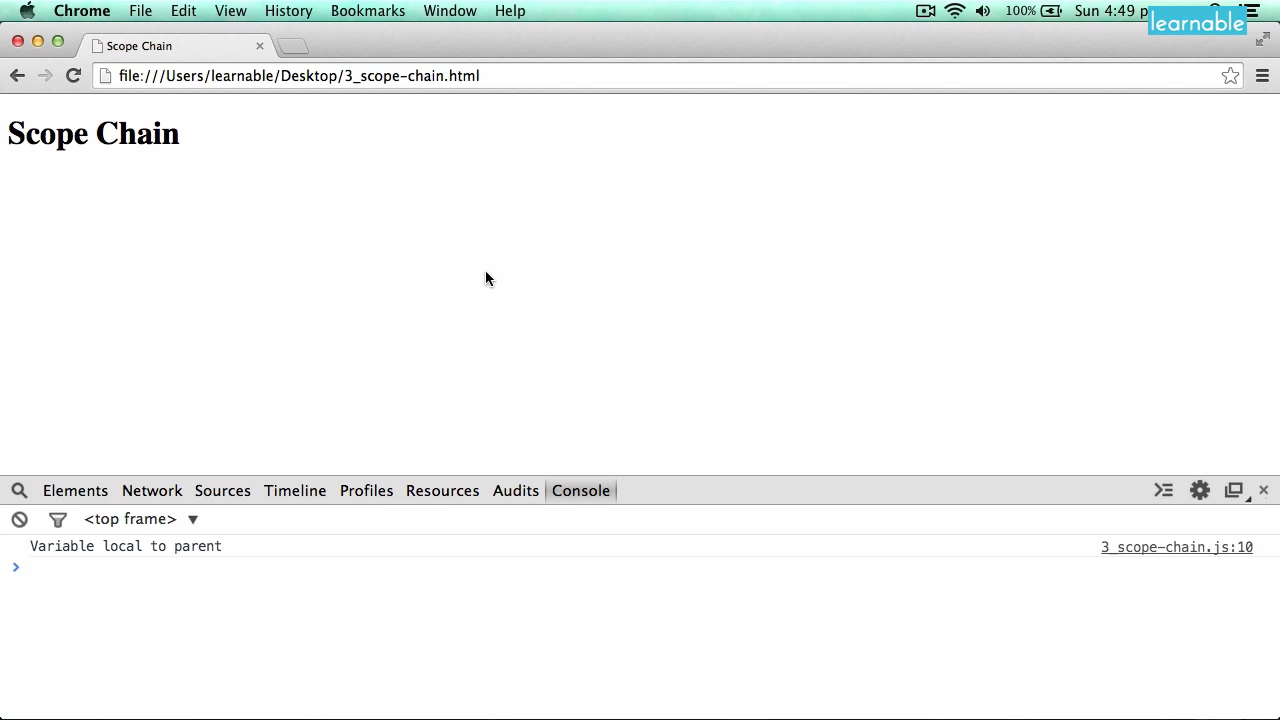 Chrome File Edit View History Bookmarks Window Help 100% Sun 4:49 p
learnable
Scope Chain
file:///Users/learnable/Desktop/3_scope-chain.html
Scope Chain
Elements Network Sources Timeline Profiles Resources Audits Console
<top frame>
Variable local to parent 3_scope-chain.js:10